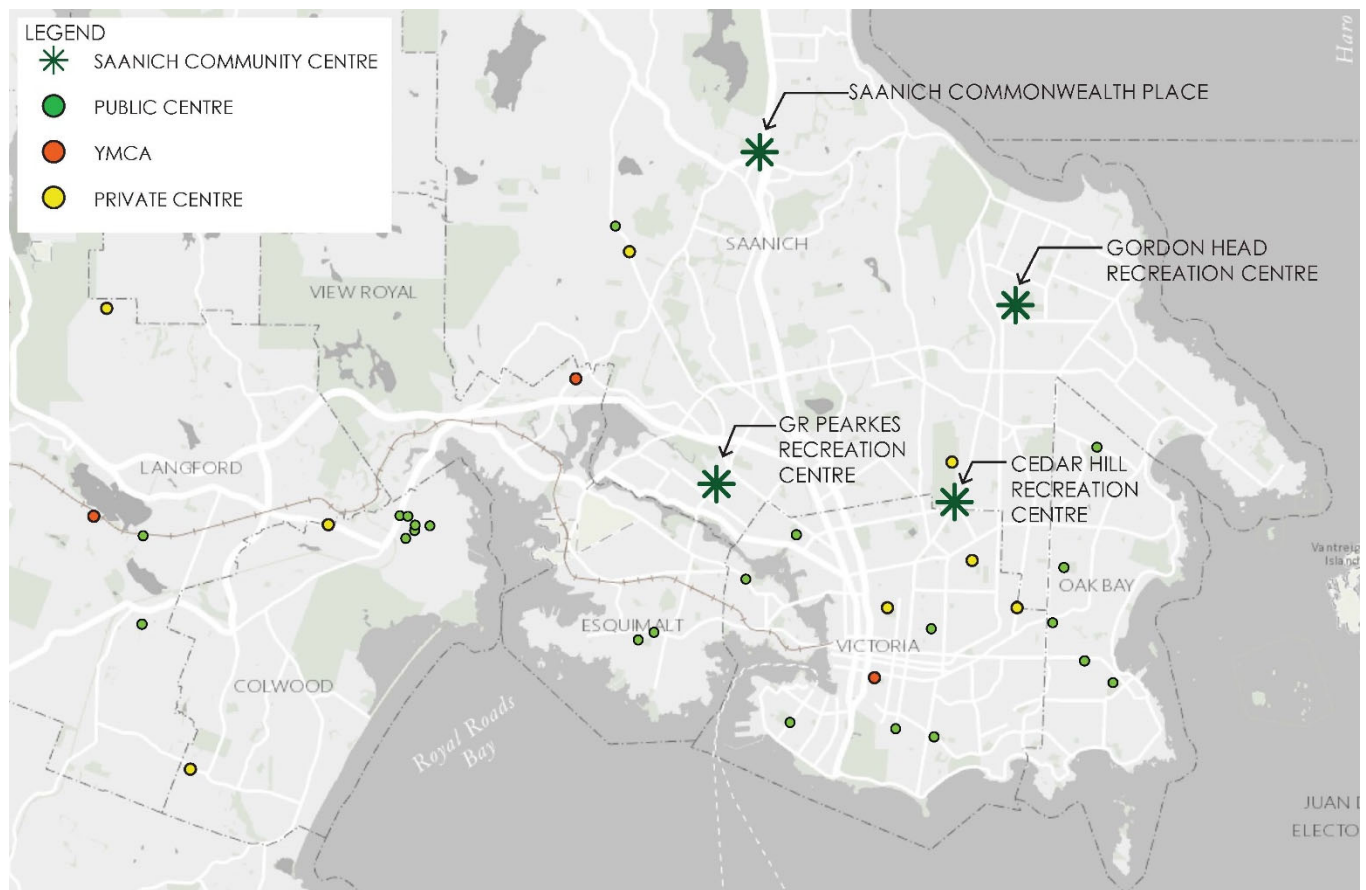 LEGEND
SAANICH COMMUNITY CENTRE
PUBLIC CENTRE
YMCA
PRIVATE CENTRE
Haro
SAANICH COMMONWEALTH PLACE
SAANICH
GORDON HEAD
RECREATION CENTRE
VIEW ROYAL
GR PEARKES
RECREATION
CENTRE
LANGFORD
CEDAR HILL
RECREATION
CENTRE
OAK BAY
ESQUIMALT
VICTORIA
COLWOOD
Royal Roads
Bay
JUAN D
ELECTO